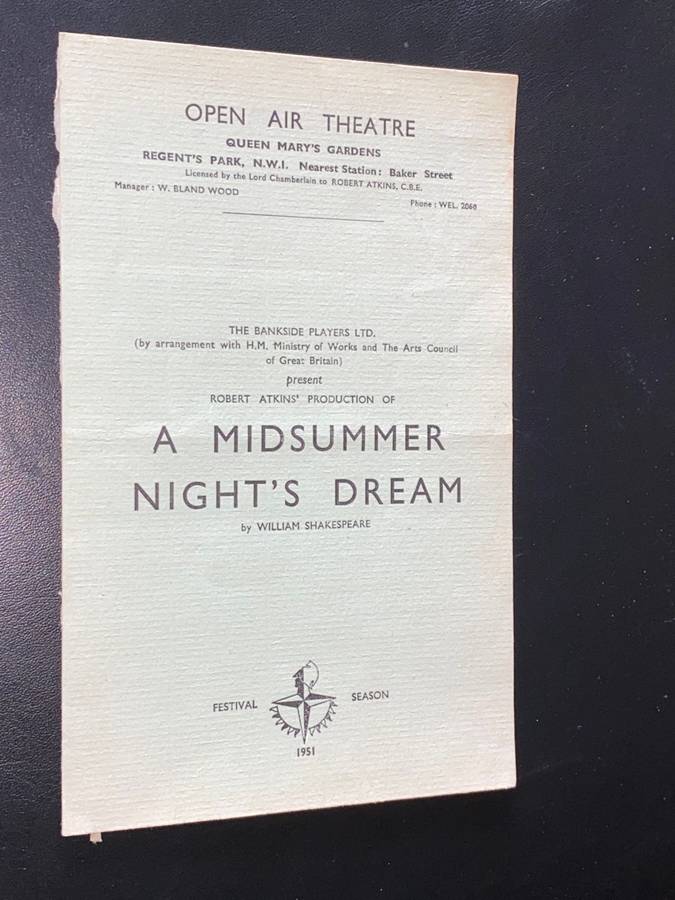 OPEN AIR THEATRE
QUEEN MARY'S GARDENS
REGENT'S PARK, N.W.1. Nearest Station: Baker Street
Licensed by the Lord Chamberlain to ROBERT ATKINS, C.B.E.
Manager: W. BLAND WOOD
Phone: WEL. 2060
THE BANKSIDE PLAYERS LTD.
(by arrangement with H.M. Ministry of Works and The Arts Council
of Great Britain)
present
ROBERT ATKINS' PRODUCTION OF
A MIDSUMMER
NIGHT'S DREAM
by WILLIAM SHAKESPEARE
FESTIVAL SEASON
1951